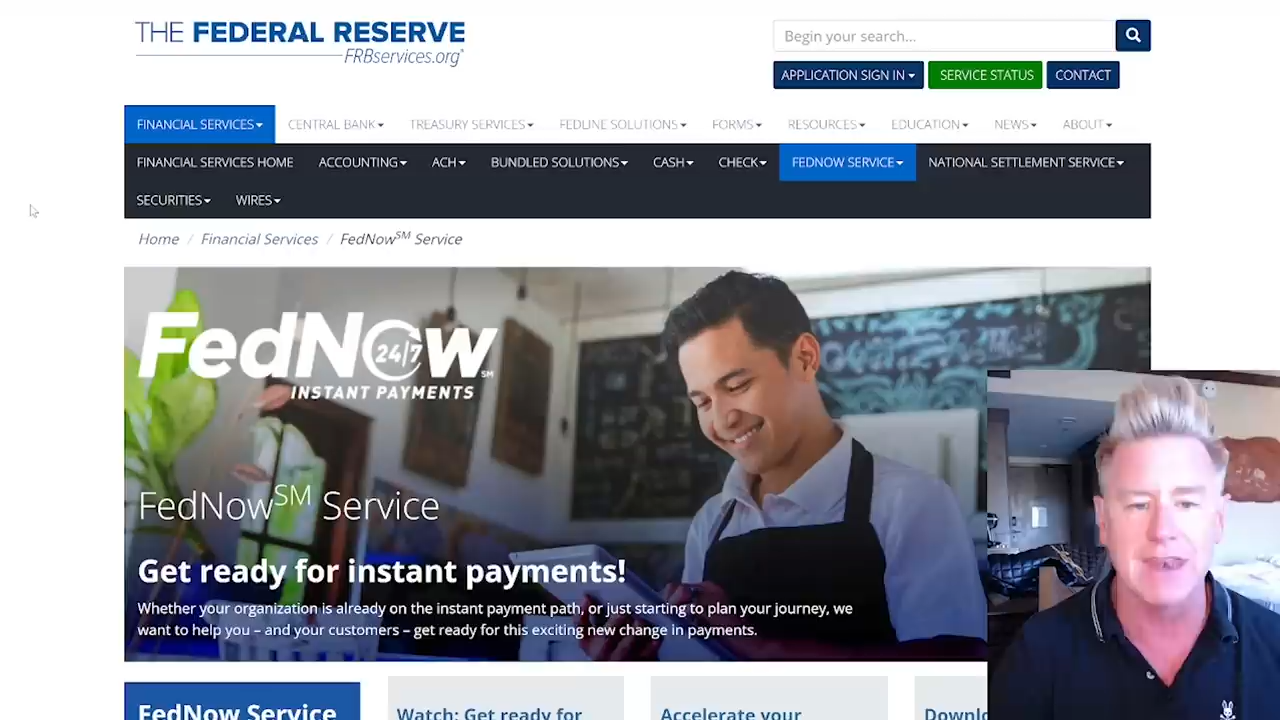 THE FEDERAL RESERVE
FRBservices.org
Begin your search...
APPLICATION SIGN IN
SERVICE STATUS
CONTACT
FINANCIAL SERVICES
CENTRAL BANK
TREASURY SERVICES
FEDLINE SOLUTIONS
FORMS
RESOURCES
EDUCATION
NEWS
ABOUT
FINANCIAL SERVICES HOME
ACCOUNTING
ACH
BUNDLED SOLUTIONS
CASH
CHECK
FEDNOW SERVICE
NATIONAL SETTLEMENT SERVICE
SECURITIES
WIRES
Home / Financial Services / FedNowSM Service
FedNow SM
24/7
INSTANT PAYMENTS
FedNowSM Service
Get ready for instant payments!
Whether your organization is already on the instant payment path, or just starting to plan your journey, we
want to help you – and your customers – get ready for this exciting new change in payments.
FedNow Service
Watch: Get ready for
Accelerate your